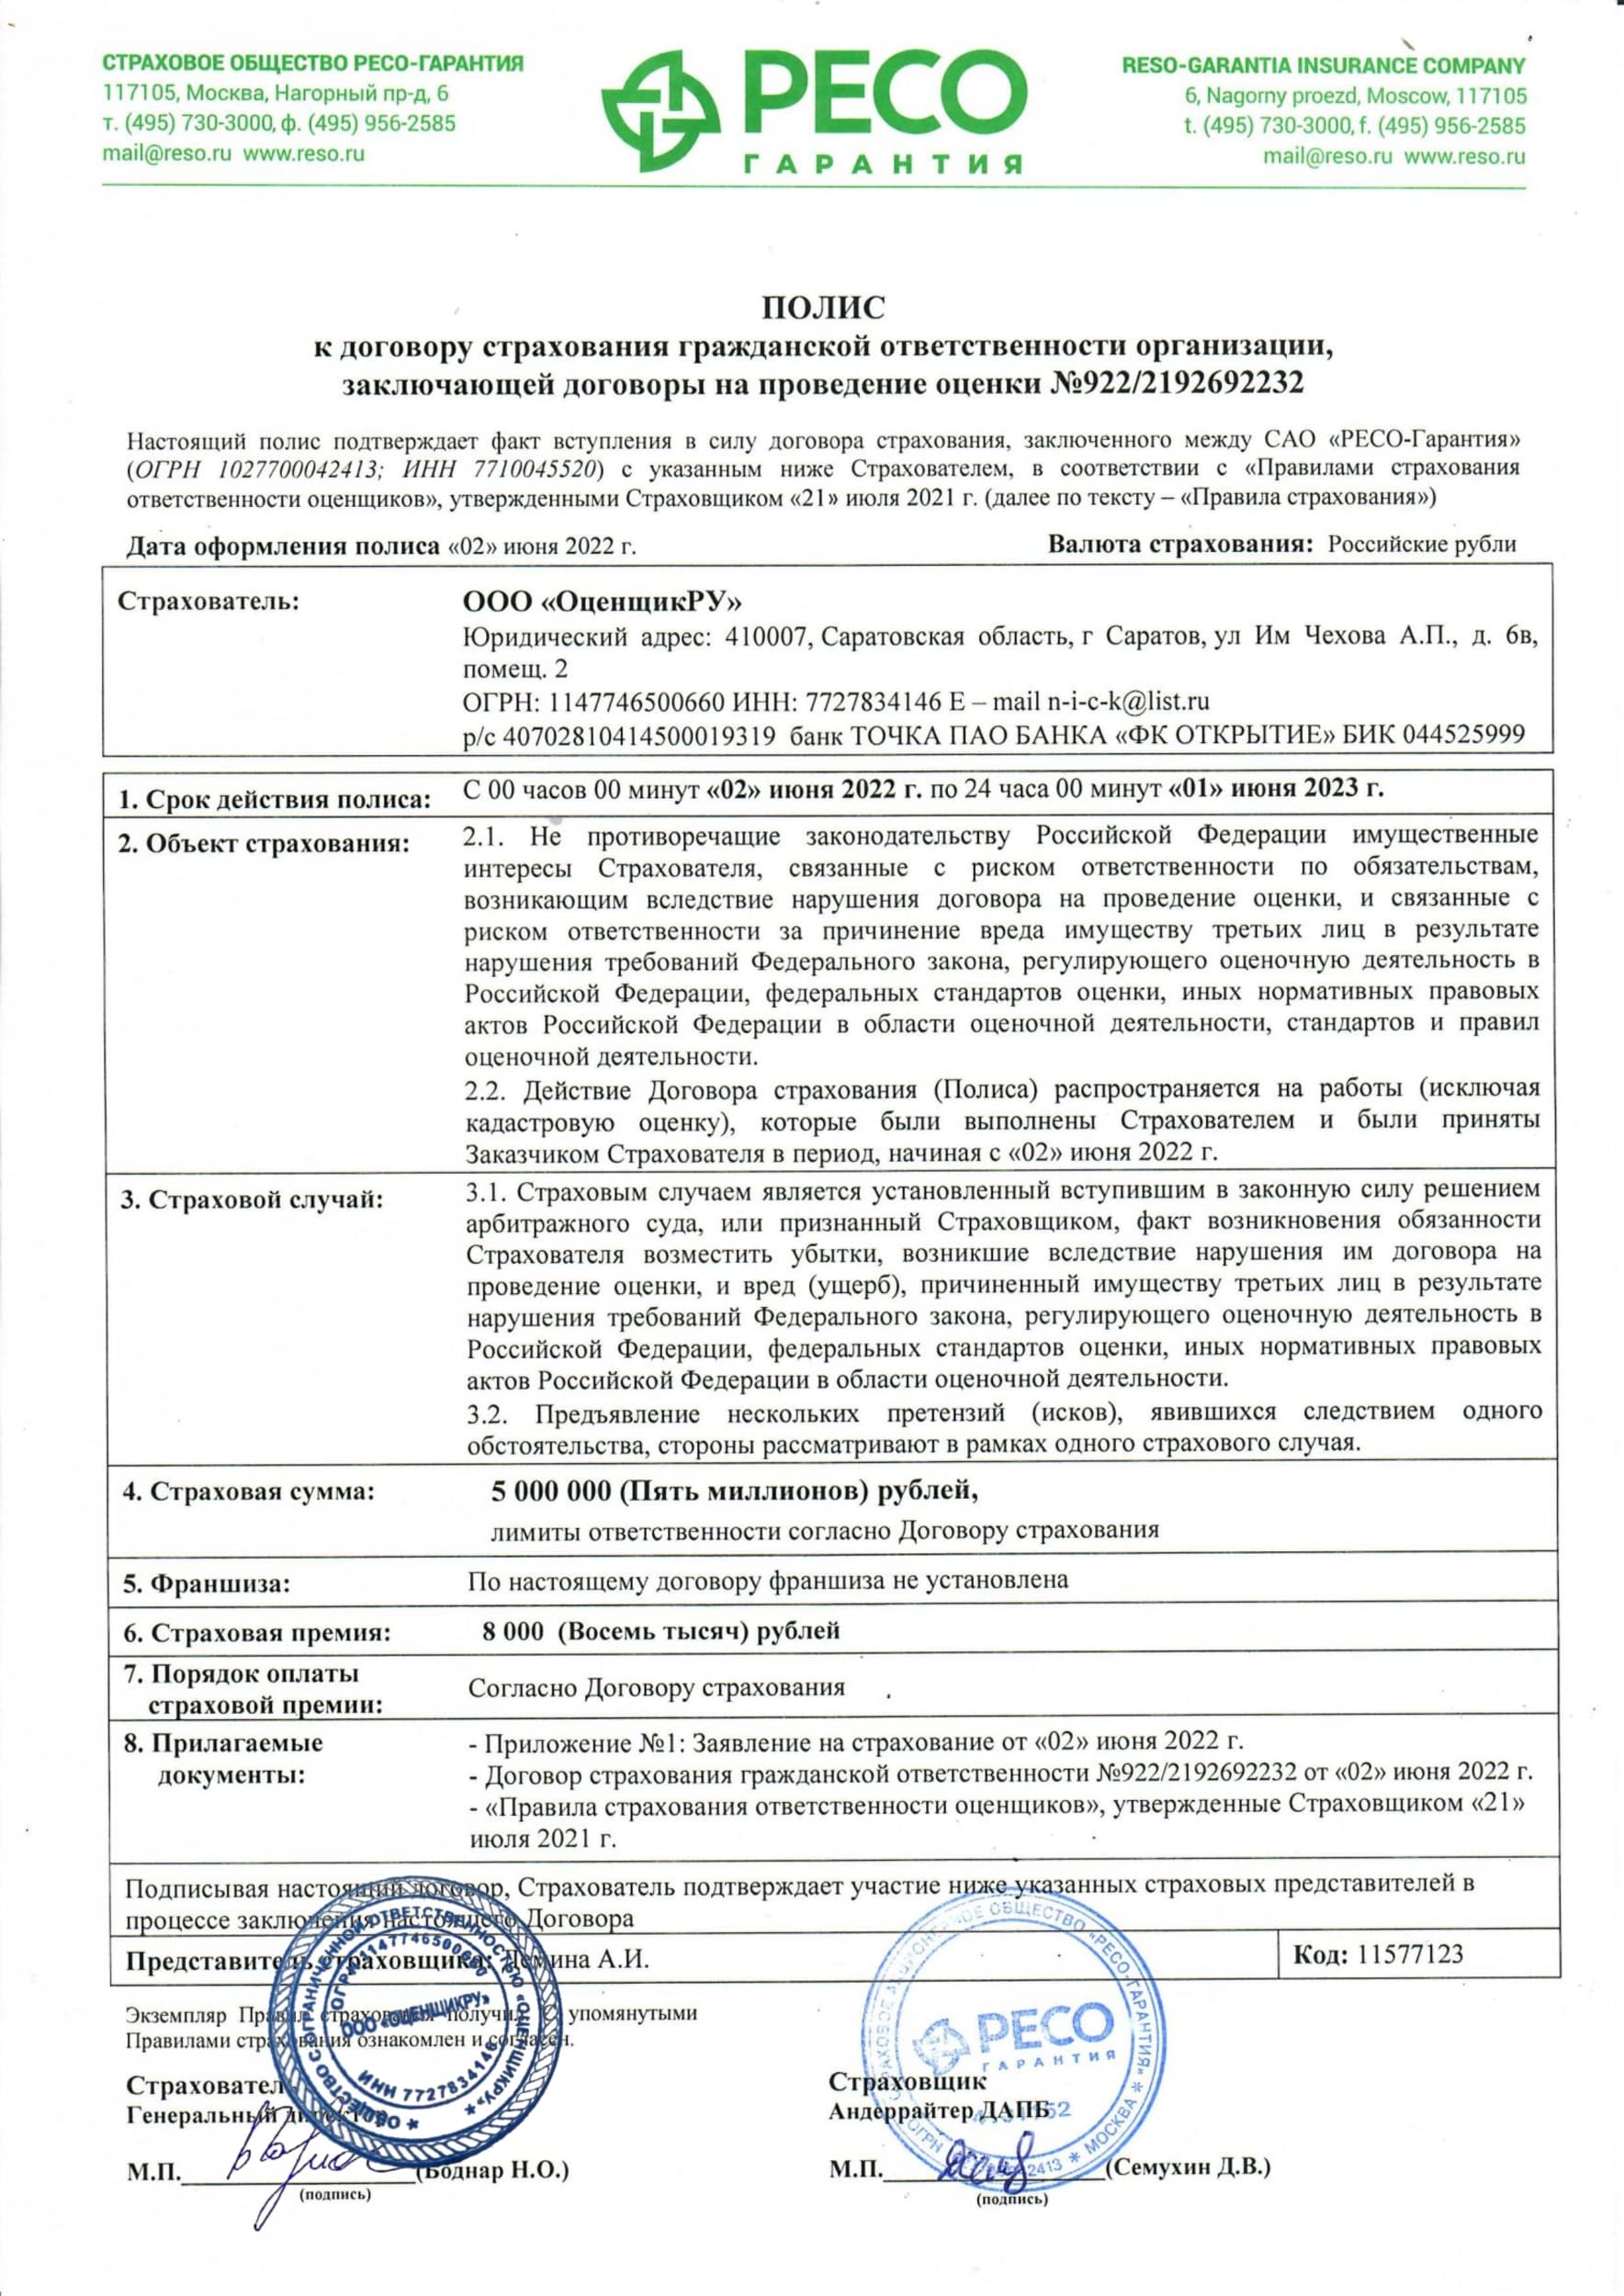 СТРАХОВОЕ ОБЩЕСТВО РЕСО-ГАРАНТИЯ
117105, Москва, Нагорный пр-д, 6
т. (495) 730-3000, ф. (495) 956-2585
mail@reso.ru www.reso.ru
РЕСО
ГАРАНТИЯ
RESO-GARANTIA INSURANCE COMPANY
6, Nagorny proezd, Moscow, 117105
t. (495) 730-3000, f. (495) 956-2585
mail@reso.ru www.reso.ru
ПОЛИС
к договору страхования гражданской ответственности организации,
заключающей договоры на проведение оценки №922/2192692232
Настоящий полис подтверждает факт вступления в силу договора страхования, заключенного между САО «РЕСО-Гарантия»
(ОГРН 1027700042413; ИНН 7710045520) с указанным ниже Страхователем, в соответствии с «Правилами страхования
ответственности оценщиков», утвержденными Страховщиком «21» июля 2021 г. (далее по тексту – «Правила страхования»)
Дата оформления полиса «02» июня 2022 г. Валюта страхования: Российские рубли
Страхователь: ООО «ОценщикРУ»
Юридический адрес: 410007, Саратовская область, г Саратов, ул Им Чехова А.П., д. 6в,
помещ. 2
ОГРН: 1147746500660 ИНН: 7727834146 E – mail n-i-c-k@list.ru
р/с 40702810414500019319 банк ТОЧКА ПАО БАНКА «ФК ОТКРЫТИЕ» БИК 044525999
1. Срок действия полиса: С 00 часов 00 минут «02» июня 2022 г. по 24 часа 00 минут «01» июня 2023 г.
2. Объект страхования: 2.1. Не противоречащие законодательству Российской Федерации имущественные
интересы Страхователя, связанные с риском ответственности по обязательствам,
возникающим вследствие нарушения договора на проведение оценки, и связанные с
риском ответственности за причинение вреда имуществу третьих лиц в результате
нарушения требований Федерального закона, регулирующего оценочную деятельность в
Российской Федерации, федеральных стандартов оценки, иных нормативных правовых
актов Российской Федерации в области оценочной деятельности, стандартов и правил
оценочной деятельности.
2.2. Действие Договора страхования (Полиса) распространяется на работы (исключая
кадастровую оценку), которые были выполнены Страхователем и были приняты
Заказчиком Страхователя в период, начиная с «02» июня 2022 г.
3. Страховой случай: 3.1. Страховым случаем является установленный вступившим в законную силу решением
арбитражного суда, или признанный Страховщиком, факт возникновения обязанности
Страхователя возместить убытки, возникшие вследствие нарушения им договора на
проведение оценки, и вред (ущерб), причиненный имуществу третьих лиц в результате
нарушения требований Федерального закона, регулирующего оценочную деятельность в
Российской Федерации, федеральных стандартов оценки, иных нормативных правовых
актов Российской Федерации в области оценочной деятельности.
3.2. Предъявление нескольких претензий (исков), явившихся следствием одного
обстоятельства, стороны рассматривают в рамках одного страхового случая.
4. Страховая сумма: 5 000 000 (Пять миллионов) рублей,
лимиты ответственности согласно Договору страхования
5. Франшиза: По настоящему договору франшиза не установлена
6. Страховая премия: 8 000 (Восемь тысяч) рублей
7. Порядок оплаты
страховой премии: Согласно Договору страхования
8. Прилагаемые
документы:
- Приложение №1: Заявление на страхование от «02» июня 2022 г.
- Договор страхования гражданской ответственности №922/2192692232 от «02» июня 2022 г.
- «Правила страхования ответственности оценщиков», утвержденные Страховщиком «21»
июля 2021 г.
Подписывая настоящий договор, Страхователь подтверждает участие ниже указанных страховых представителей в
процессе заключения настоящего Договора
Представитель страховщика: Демина А.И. Код: 11577123
Экземпляр Правил страхования получил. С упомянутыми
Правилами страхования ознакомлен и согласен.
Страхователь
Генеральный директор
М.П. (Боднар Н.О.)
(подпись)
ОБЩЕСТВО С ОГРАНИЧЕННОЙ ОТВЕТСТВЕННОСТЬЮ «ОЦЕНЩИКРУ»
ОГРН 1147746500660
ООО «ОЦЕНЩИКРУ»
ИНН 7727834146
Страховщик
Андеррайтер ДАПБ
М.П. (Семухин Д.В.)
(подпись)
СТРАХОВОЕ АКЦИОНЕРНОЕ ОБЩЕСТВО «РЕСО-ГАРАНТИЯ» * МОСКВА *
РЕСО
ГАРАНТИЯ